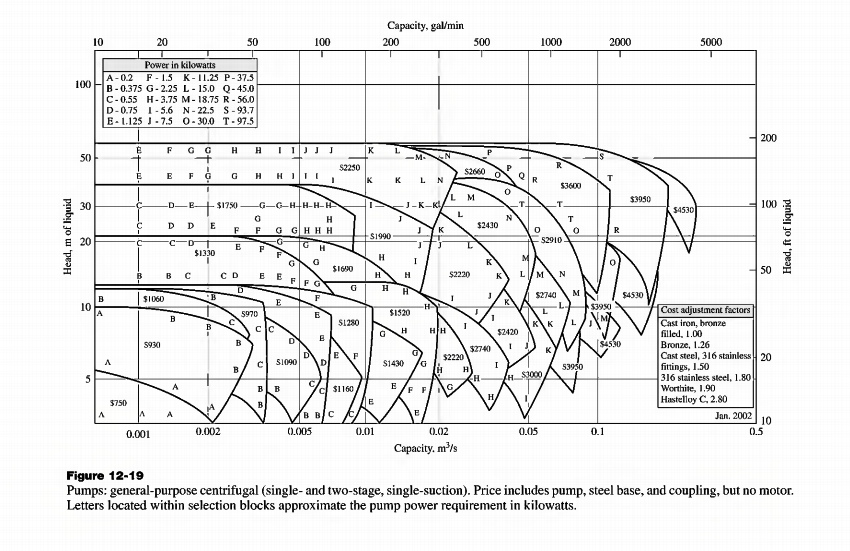 Capacity, gal/min
10 20 50 100 200 500 1000 2000 5000
Power in kilowatts
A - 0.2 F - 1.5 K - 11.25 P - 37.5
B - 0.375 G - 2.25 L - 15.0 Q - 45.0
C - 0.55 H - 3.75 M - 18.75 R - 56.0
D - 0.75 I - 5.6 N - 22.5 S - 93.7
E - 1.125 J - 7.5 O - 30.0 T - 97.5
100
200
E F G G H H I I J J J K L M N P S
50
$2250 $2660 O P Q R $3600 T
E E F G G H H I I I I K K L N
$3950
C D E $1750 G G H H H H I J K K L M O T T $4530
30
100
G H H J L $2430 N
C D D E F F G G H H H $1990 J K O $2910 O R
20
C C D F G G H J J L M
$1330 G H I O
B B C C D E E F F G $1690 H H $2220 K L M N
50
B $1060 B D E F G H H I J K $2740 L $3950 $4530
10
A B $970 $1280 $1520 J K K L J M
$930 B C C D E G H H H $2420 $4530
A B C $1090 D E F $1430 G $2220 $2740 I J K
5
B C C $1160 E F F G H H H I $3000 $3950
$750 A A B B B C C E H I
A A A
20
10
Cost adjustment factors
Cast iron, bronze
filled, 1.00
Bronze, 1.26
Cast steel, 316 stainless
fittings, 1.50
316 stainless steel, 1.80
Worthite, 1.90
Hastelloy C, 2.80
Jan. 2002
Head, m of liquid
Head, ft of liquid
0.001 0.002 0.005 0.01 0.02 0.05 0.1 0.5
Capacity, m³/s
Figure 12-19
Pumps: general-purpose centrifugal (single- and two-stage, single-suction). Price includes pump, steel base, and coupling, but no motor.
Letters located within selection blocks approximate the pump power requirement in kilowatts.